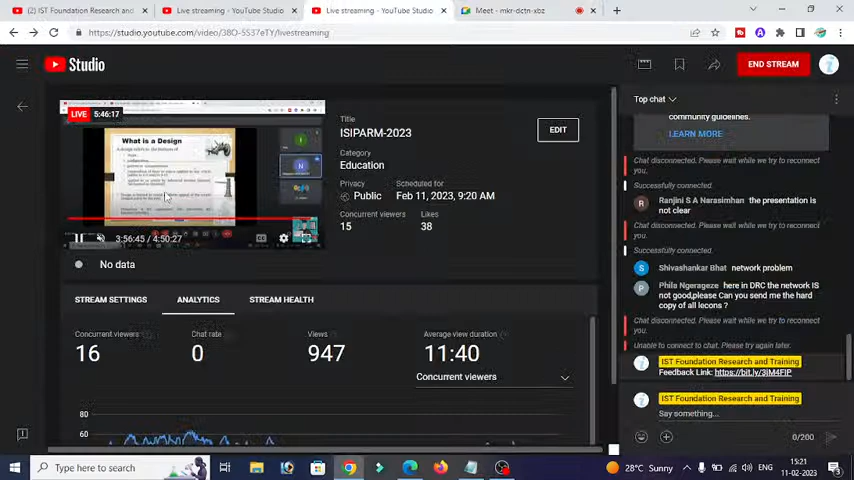 (2) IST Foundation Research and
Live streaming - YouTube Studio
Live streaming - YouTube Studio
Meet - mkr-dctn-xbz
https://studio.youtube.com/video/38O-5S37eTY/livestreaming
Studio
END STREAM
LIVE 5:46:17
What is a Design
3:56:45 / 4:50:27
Title
ISIPARM-2023
EDIT
Category
Education
Privacy
Scheduled for
Public
Feb 11, 2023, 9:20 AM
Concurrent viewers
Likes
15
38
No data
STREAM SETTINGS
ANALYTICS
STREAM HEALTH
Concurrent viewers
Chat rate
Views
Average view duration
16
0
947
11:40
Concurrent viewers
80
60
Top chat
community guidelines.
LEARN MORE
Chat disconnected. Please wait while we try to reconnect
you.
Successfully connected.
Ranjini S A Narasimhan the presentation is
not clear
Chat disconnected. Please wait while we try to reconnect
you.
Successfully connected.
Shivashankar Bhat network problem
Phila Ngerageze here in DRC the network IS
not good,please Can you send me the hard
copy of all lecons ?
Chat disconnected. Please wait while we try to reconnect
you.
Unable to connect to chat. Please try again later.
IST Foundation Research and Training
Feedback Link: https://bit.ly/3jM4FlP
IST Foundation Research and Training
Say something...
0/200
Type here to search
28°C Sunny
ENG
15:21
11-02-2023